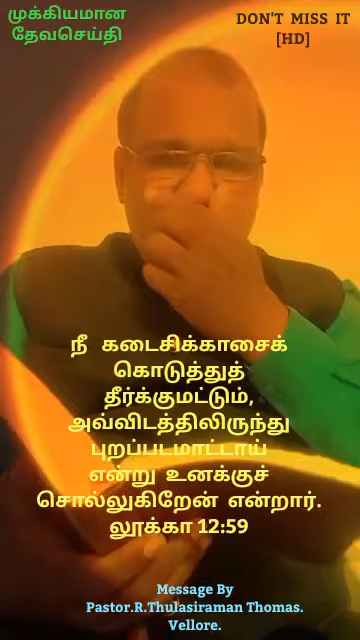 முக்கியமான
தேவசெய்தி
DON'T MISS IT
[HD]
நீ கடைசிக்காசைக்
கொடுத்துத்
தீர்க்குமட்டும்,
அவ்விடத்திலிருந்து
புறப்படமாட்டாய்
என்று உனக்குச்
சொல்லுகிறேன் என்றார்.
லூக்கா 12:59
Message By
Pastor.R.Thulasiraman Thomas.
Vellore.